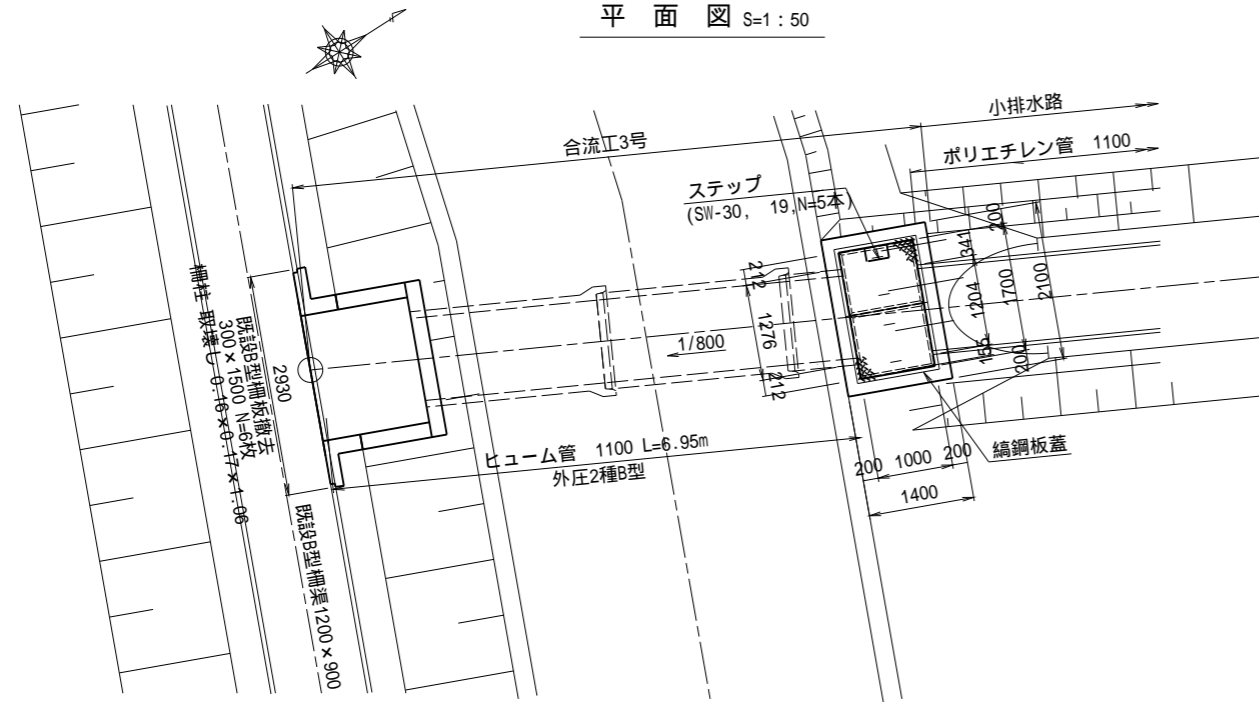 平 面 図 S=1:50
小排水路
合流工3号
ポリエチレン管 1100
ステップ
(SW-30, 19,N=5本)
200
341
1204
1700
2100
155
200
212
1276
212
1/800
2930
既設B型柵板撤去
300×1500 N=6枚
柵柱 取壊し 0.16×0.17×1.06
既設B型柵渠1200×900
ヒューム管 1100 L=6.95m
外圧2種B型
200 1000 200
1400
縞鋼板蓋